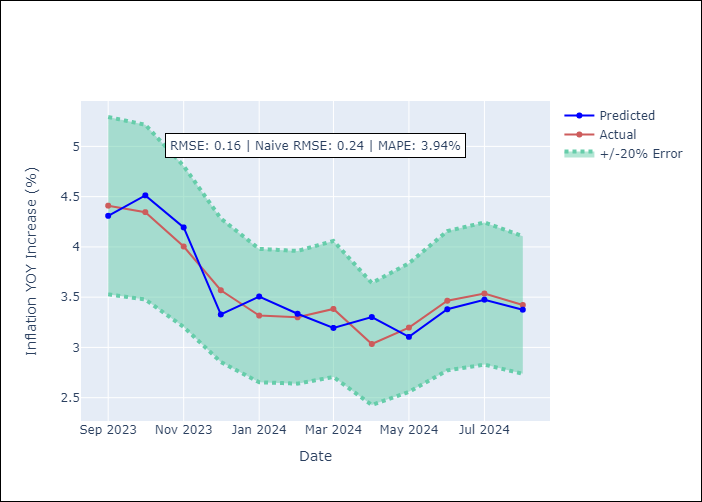 RMSE: 0.16 | Naive RMSE: 0.24 | MAPE: 3.94%
Predicted
Actual
+/-20% Error
Inflation YOY Increase (%)
5
4.5
4
3.5
3
2.5
Sep 2023
Nov 2023
Jan 2024
Mar 2024
May 2024
Jul 2024
Date